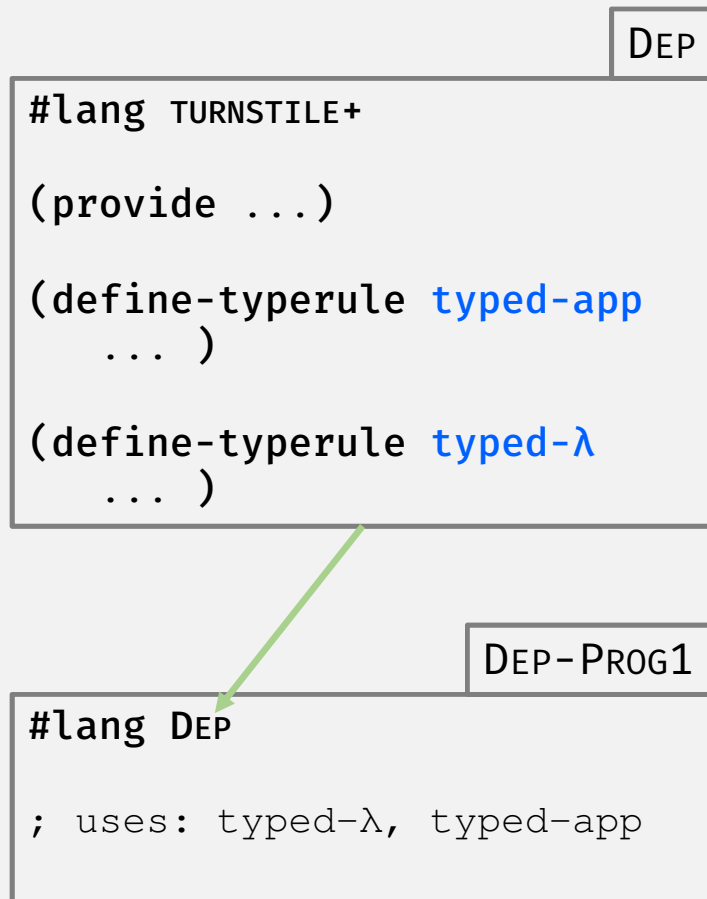 DEP
#lang TURNSTILE+
(provide ...)
(define-typerule typed-app
... )
(define-typerule typed-λ
... )
DEP-PROG1
#lang DEP
; uses: typed-λ, typed-app